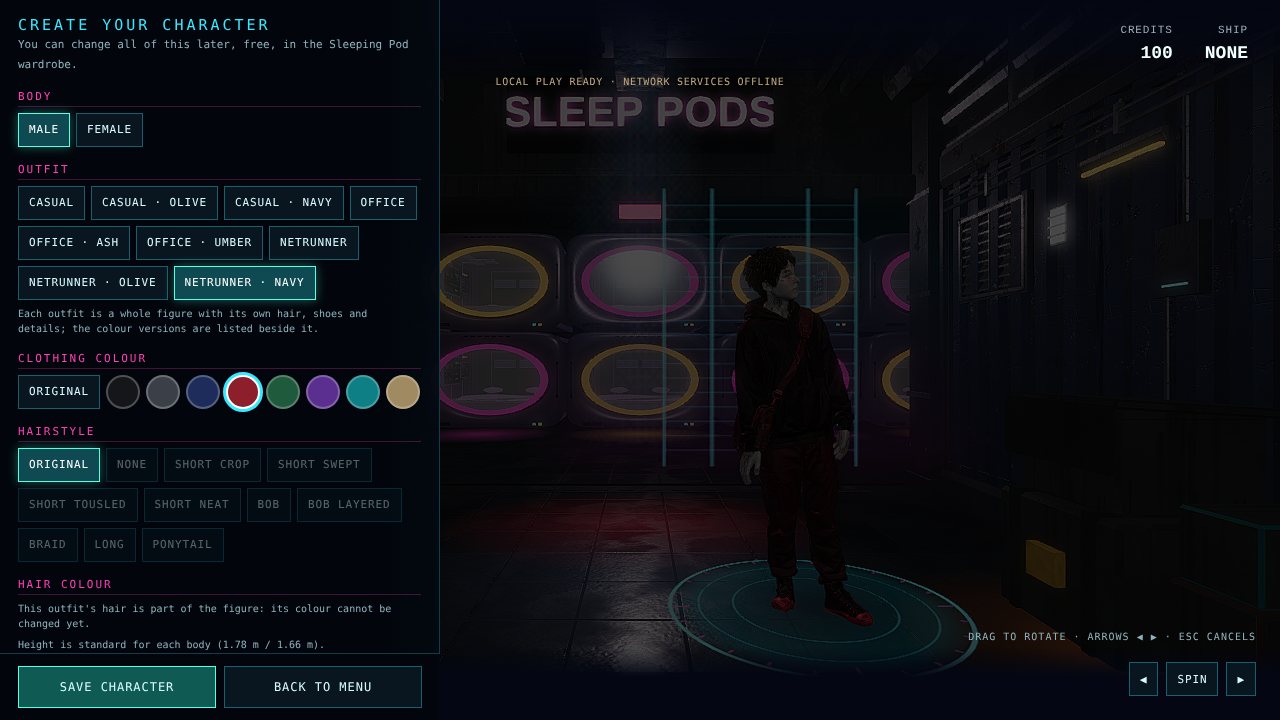 CREATE YOUR CHARACTER
You can change all of this later, free, in the Sleeping Pod
wardrobe.
BODY
MALE FEMALE
OUTFIT
CASUAL CASUAL · OLIVE CASUAL · NAVY OFFICE
OFFICE · ASH OFFICE · UMBER NETRUNNER
NETRUNNER · OLIVE NETRUNNER · NAVY
Each outfit is a whole figure with its own hair, shoes and
details; the colour versions are listed beside it.
CLOTHING COLOUR
ORIGINAL
HAIRSTYLE
ORIGINAL NONE SHORT CROP SHORT SWEPT
SHORT TOUSLED SHORT NEAT BOB BOB LAYERED
BRAID LONG PONYTAIL
HAIR COLOUR
This outfit's hair is part of the figure: its colour cannot be
changed yet.
Height is standard for each body (1.78 m / 1.66 m).
SAVE CHARACTER BACK TO MENU
CREDITS SHIP
100 NONE
LOCAL PLAY READY · NETWORK SERVICES OFFLINE
SLEEP PODS
DRAG TO ROTATE · ARROWS ◀ ▶ · ESC CANCELS
◀ SPIN ▶